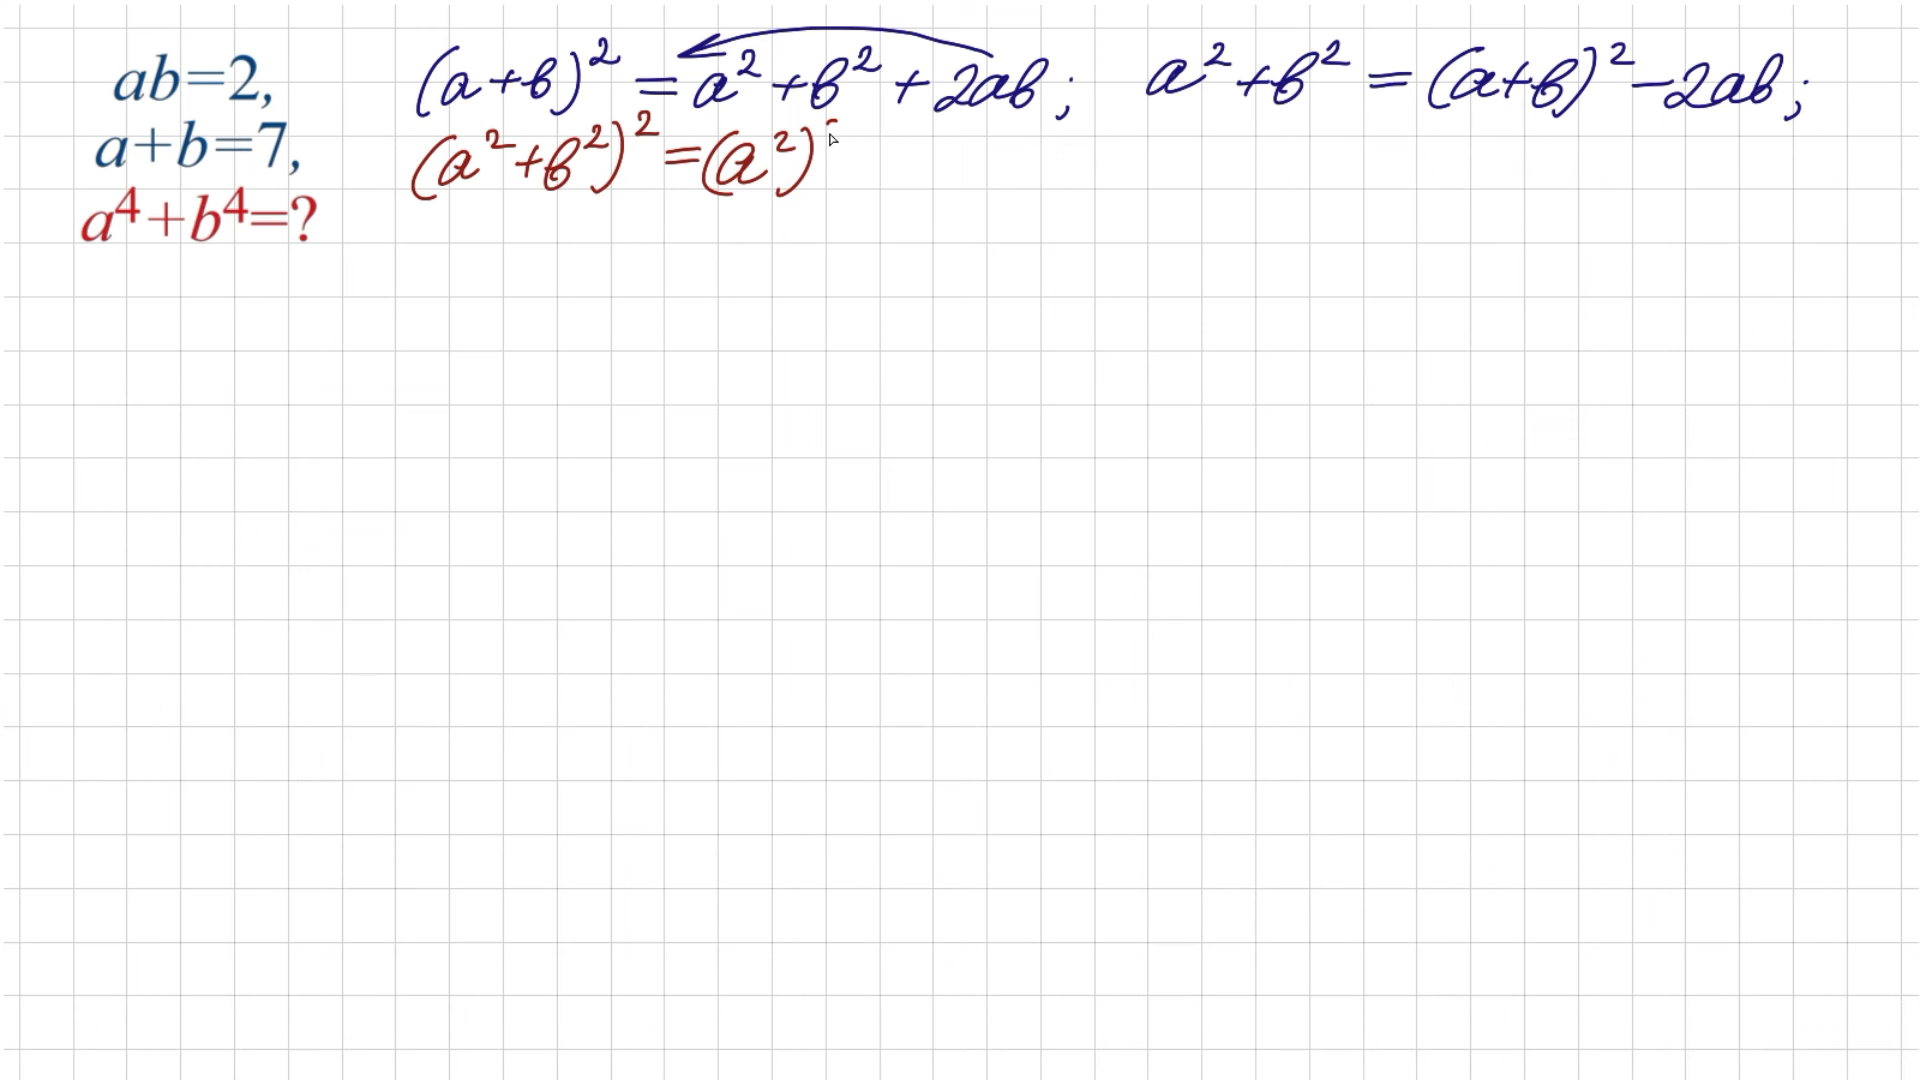 ab=2,
a+b=7,
a⁴+b⁴=?
(a+b)² = a²+b²+2ab; a²+b² = (a+b)²-2ab;
(a²+b²)² = (a²)